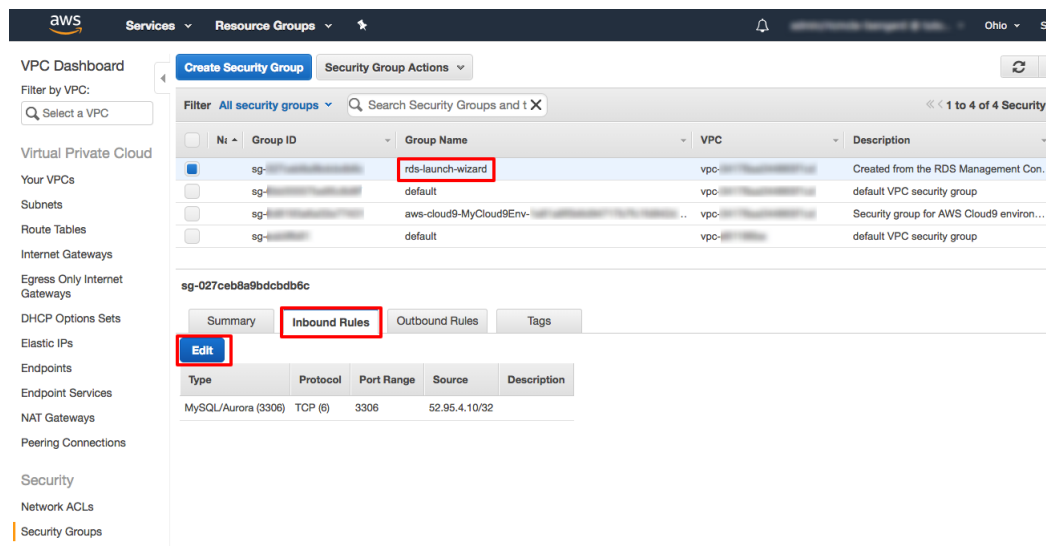 aws Services Resource Groups Ohio S
VPC Dashboard
Filter by VPC:
Select a VPC
Virtual Private Cloud
Your VPCs
Subnets
Route Tables
Internet Gateways
Egress Only Internet
Gateways
DHCP Options Sets
Elastic IPs
Endpoints
Endpoint Services
NAT Gateways
Peering Connections
Security
Network ACLs
Security Groups
Create Security Group Security Group Actions
Filter All security groups Search Security Groups and t X 1 to 4 of 4 Security
Group ID Group Name VPC Description
sg- rds-launch-wizard vpc- Created from the RDS Management Con...
sg- default vpc- default VPC security group
sg- aws-cloud9-MyCloud9Env- .. vpc- Security group for AWS Cloud9 environ...
sg- default vpc- default VPC security group
sg-027ceb8a9bdcbdb6c
Summary Inbound Rules Outbound Rules Tags
Edit
Type Protocol Port Range Source Description
MySQL/Aurora (3306) TCP (6) 3306 52.95.4.10/32